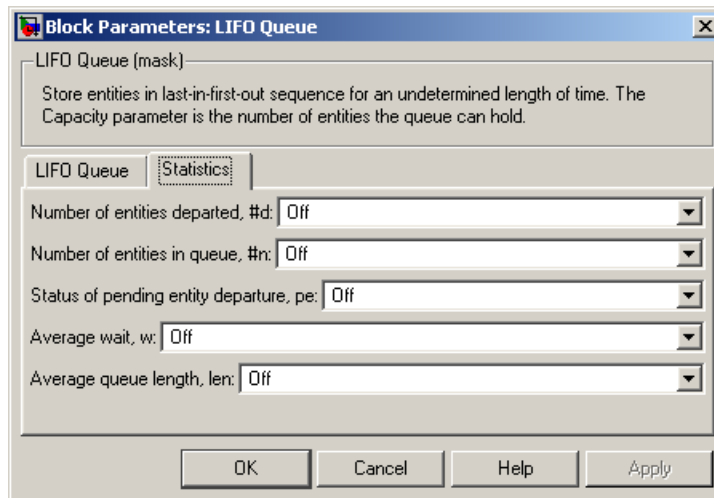 Block Parameters: LIFO Queue
LIFO Queue (mask)
Store entities in last-in-first-out sequence for an undetermined length of time. The
Capacity parameter is the number of entities the queue can hold.
LIFO Queue Statistics
Number of entities departed, #d: Off
Number of entities in queue, #n: Off
Status of pending entity departure, pe: Off
Average wait, w: Off
Average queue length, len: Off
OK Cancel Help Apply